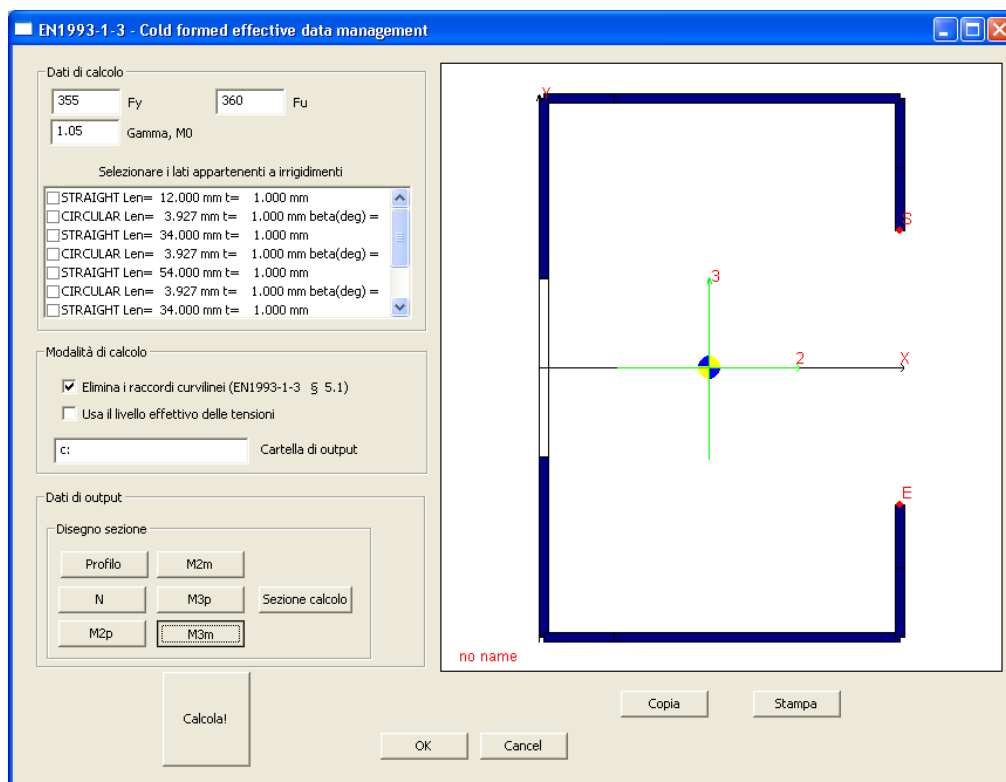 EN1993-1-3 - Cold formed effective data management
Dati di calcolo
355 Fy 360 Fu
1.05 Gamma, M0
Selezionare i lati appartenenti a irrigidimenti
STRAIGHT Len= 12.000 mm t= 1.000 mm
CIRCULAR Len= 3.927 mm t= 1.000 mm beta(deg) =
STRAIGHT Len= 34.000 mm t= 1.000 mm
CIRCULAR Len= 3.927 mm t= 1.000 mm beta(deg) =
STRAIGHT Len= 54.000 mm t= 1.000 mm
CIRCULAR Len= 3.927 mm t= 1.000 mm beta(deg) =
STRAIGHT Len= 34.000 mm t= 1.000 mm
Modalità di calcolo
Elimina i raccordi curvilinei (EN1993-1-3 § 5.1)
Usa il livello effettivo delle tensioni
c: Cartella di output
Dati di output
Disegno sezione
Profilo M2m
N M3p Sezione calcolo
M2p M3m
Calcola!
Y
S
3
2 X
E
no name
Copia Stampa
OK Cancel